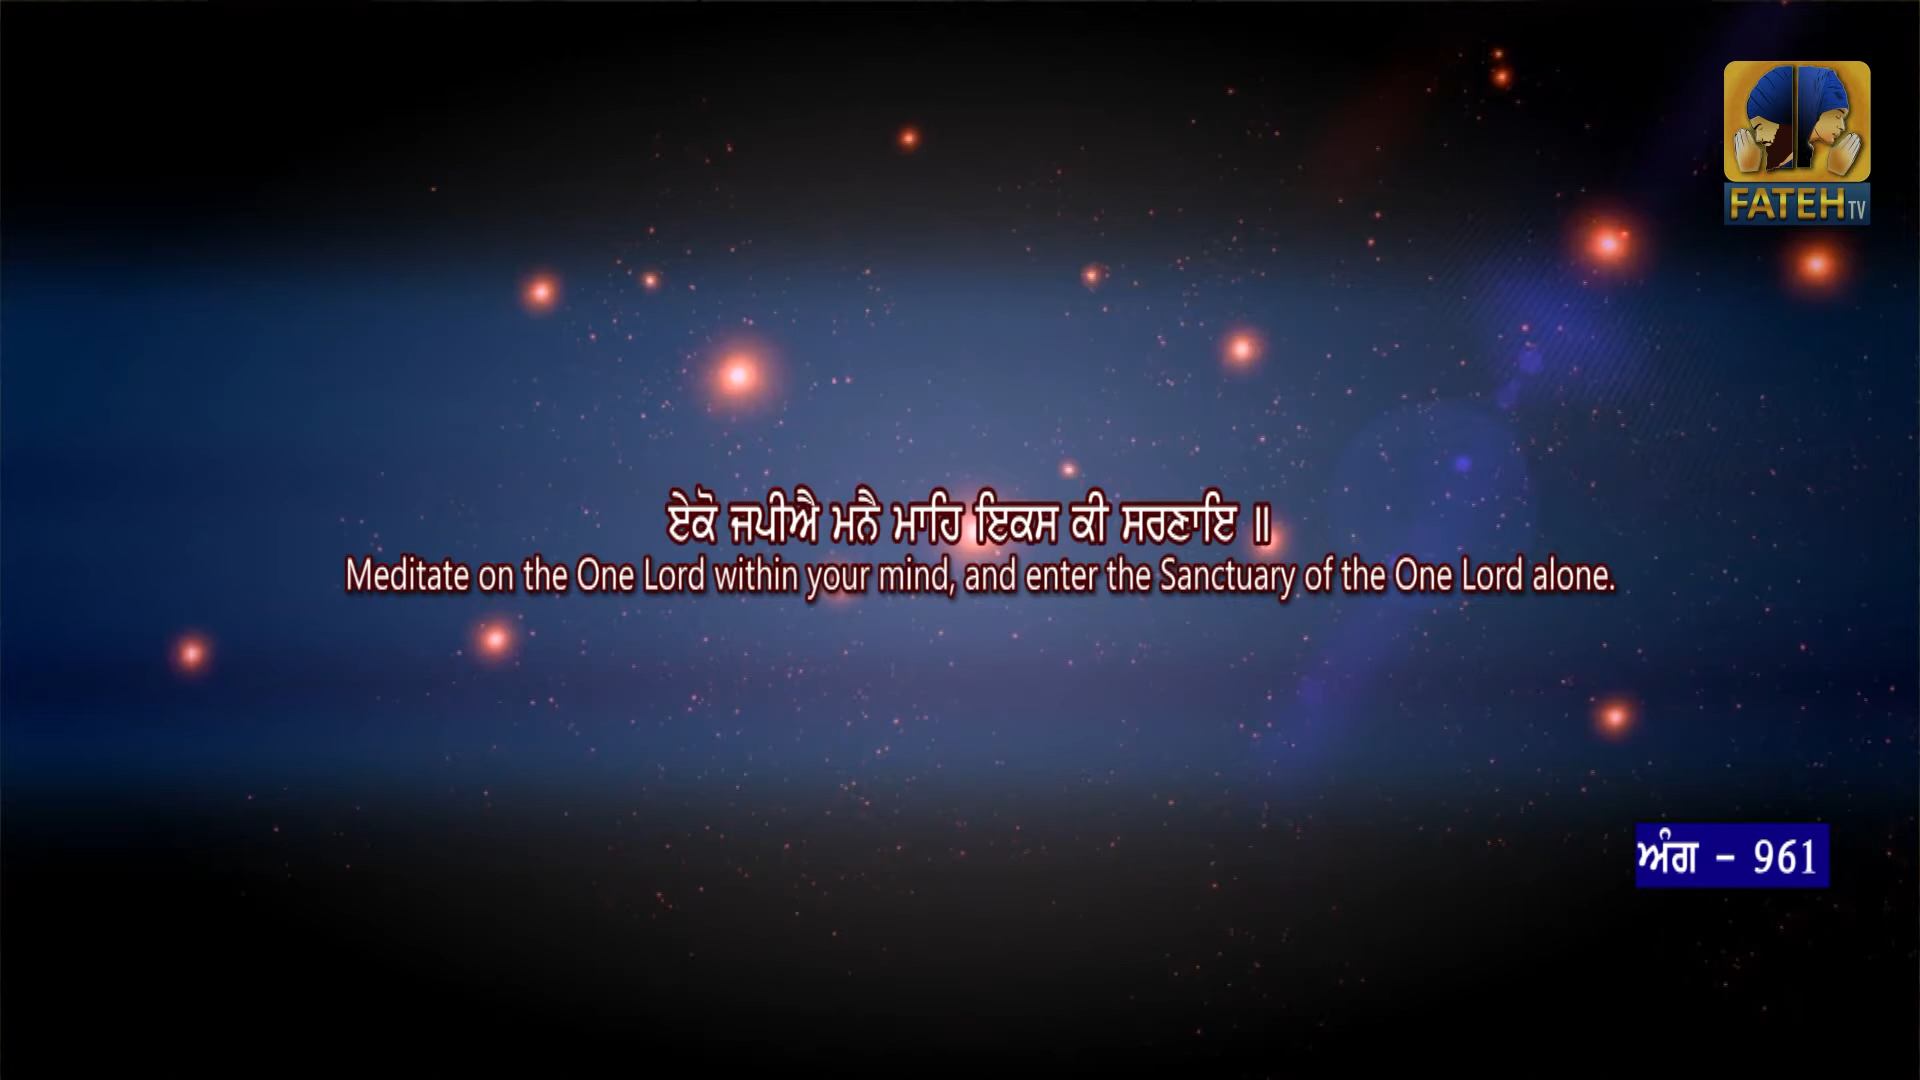 FATEH TV
ਏਕੋ ਜਪੀਐ ਮਨੈ ਮਾਹਿ ਇਕਸ ਕੀ ਸਰਣਾਇ ॥
Meditate on the One Lord within your mind, and enter the Sanctuary of the One Lord alone.
ਅੰਗ - 961